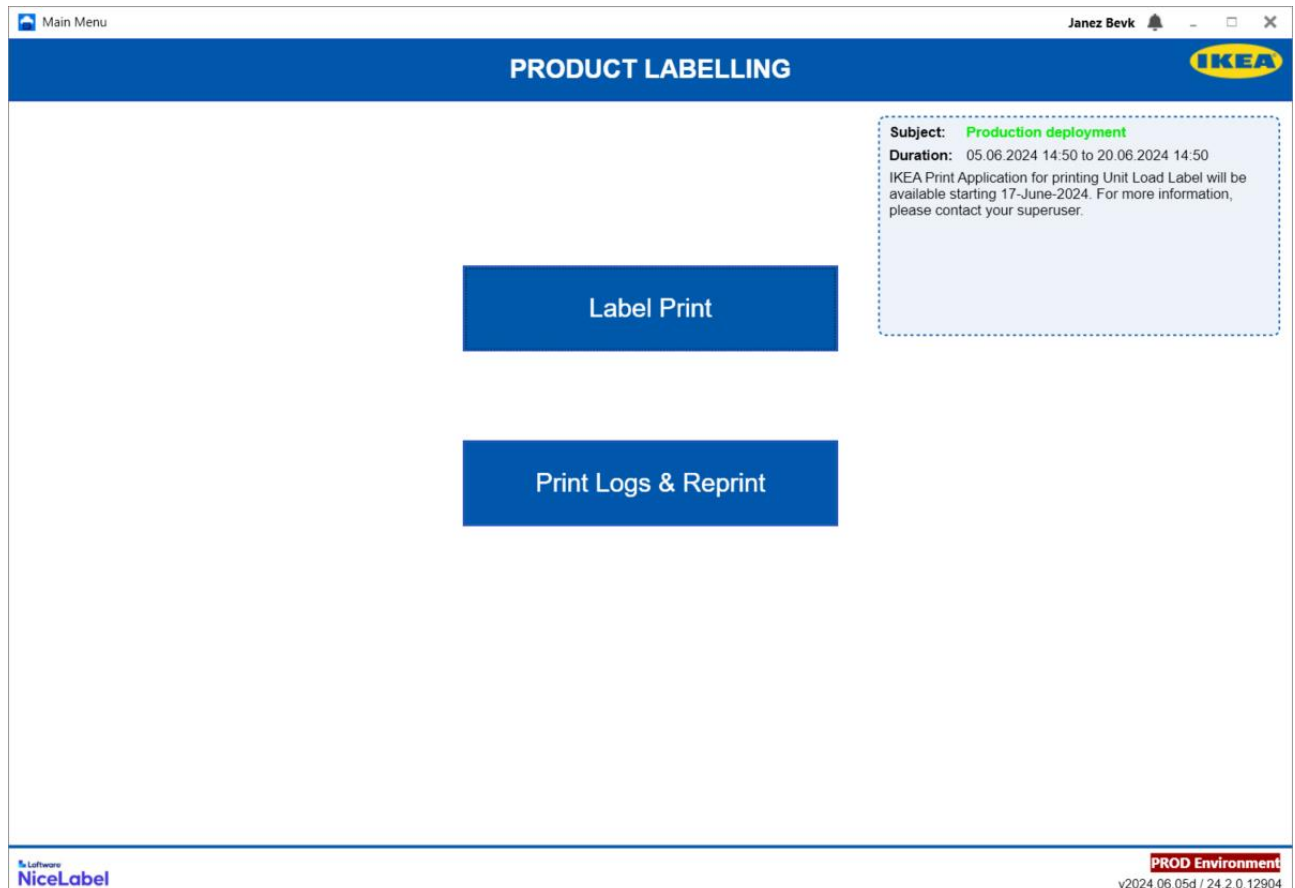 Main Menu
Janez Bevk
PRODUCT LABELLING
IKEA
Subject: Production deployment
Duration: 05.06.2024 14:50 to 20.06.2024 14:50
IKEA Print Application for printing Unit Load Label will be
available starting 17-June-2024. For more information,
please contact your superuser.
Label Print
Print Logs & Reprint
Loftware
NiceLabel
PROD Environment
v2024.06.05d / 24.2.0.12904